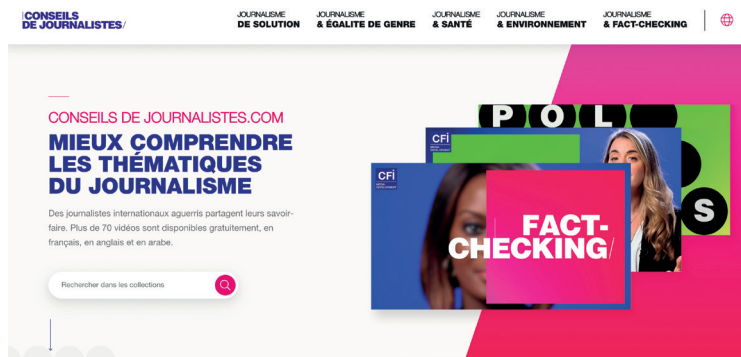 |CONSEILS
DE JOURNALISTES/
JOURNALISME
DE SOLUTION
JOURNALISME
& ÉGALITE DE GENRE
JOURNALISME
& SANTÉ
JOURNALISME
& ENVIRONNEMENT
JOURNALISME
& FACT-CHECKING
CONSEILS DE JOURNALISTES.COM
MIEUX COMPRENDRE
LES THÉMATIQUES
DU JOURNALISME
Des journalistes internationaux aguerris partagent leurs savoir-
faire. Plus de 70 vidéos sont disponibles gratuitement, en
français, en anglais et en arabe.
Rechercher dans les collections
POL
S
CFI
CFI
FACT-
CHECKING/